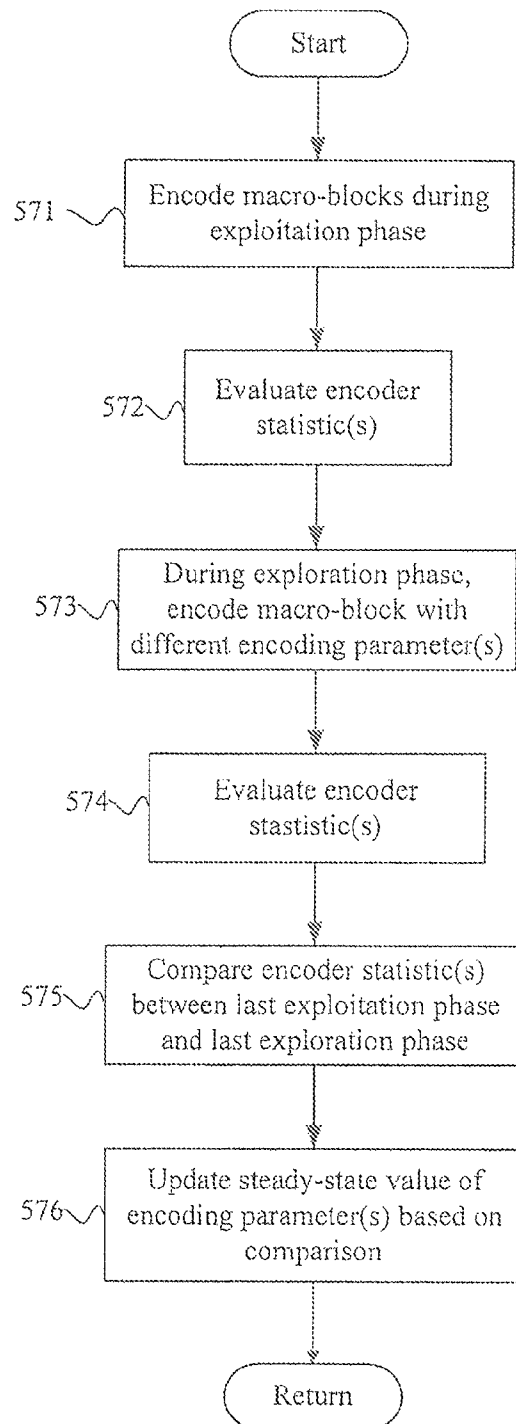 Start
571
Encode macro-blocks during
exploitation phase
572
Evaluate encoder
statistic(s)
573
During exploration phase,
encode macro-block with
different encoding parameter(s)
574
Evaluate encoder
stastistic(s)
575
Compare encoder statistic(s)
between last exploitation phase
and last exploration phase
576
Update steady-state value of
encoding parameter(s) based on
comparison
Return